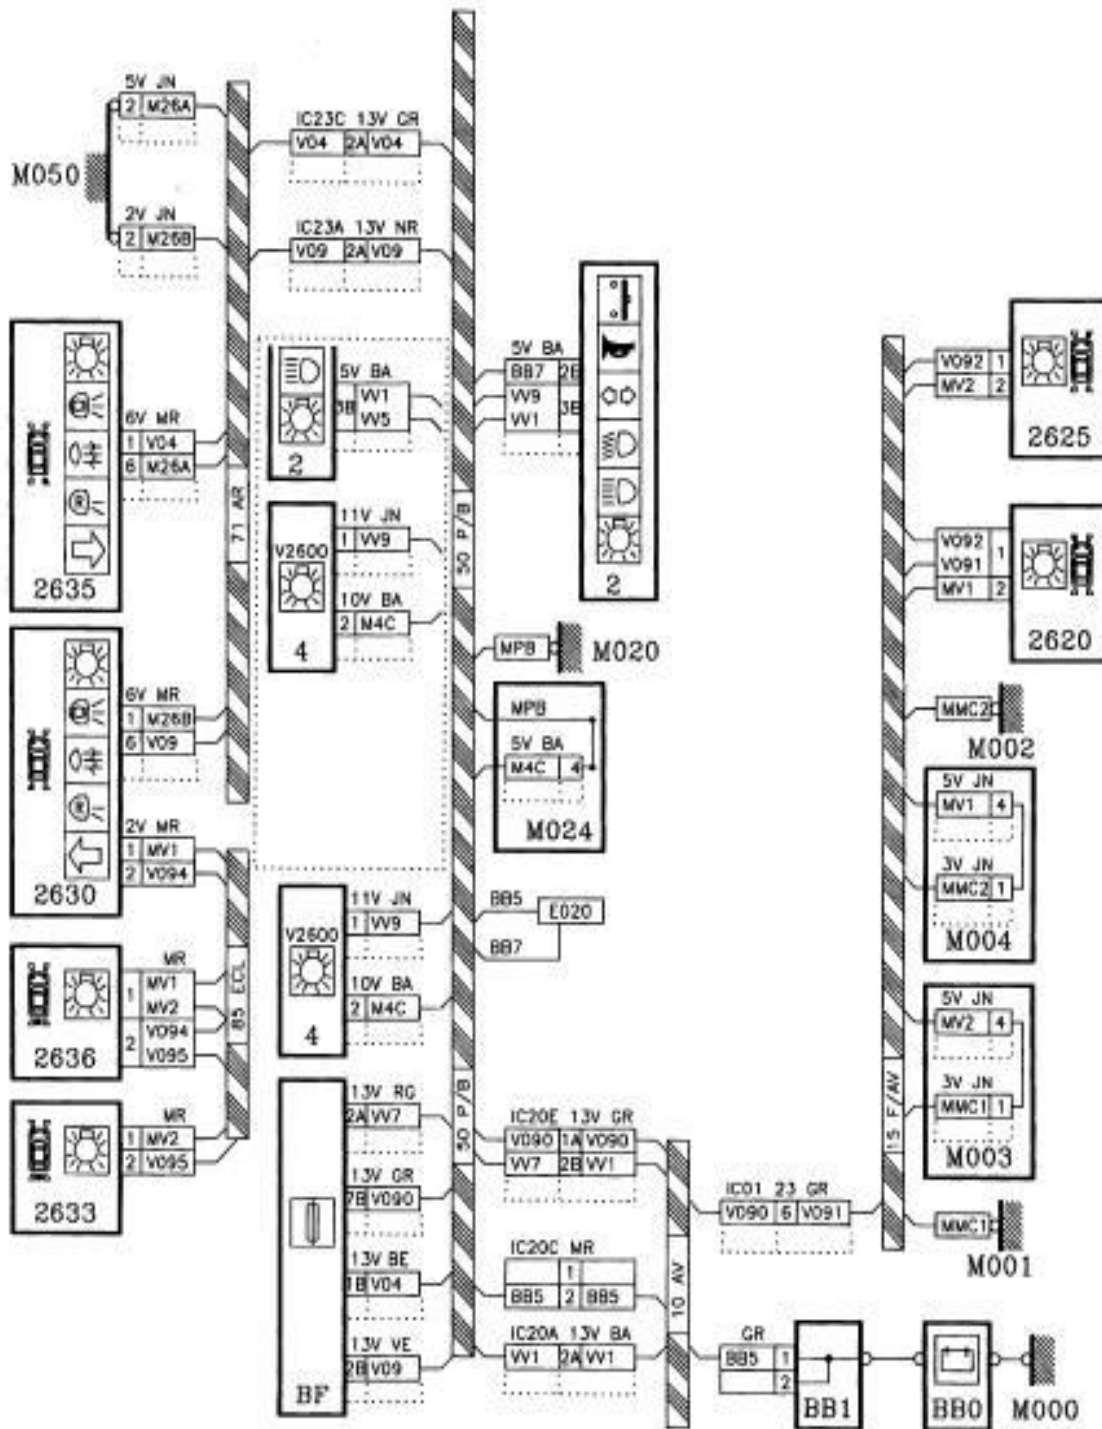 5V JN
2 M26A
M050
2V JN
2 M26B
IC23C 13V GR
V04 2A V04
IC23A 13V NR
V09 2A V09
6V MR
1 V04
6 M26A
2635
71 AR
5V BA
3B VV1
VV5
2
11V JN
V2600
1 VV9
10V BA
2 M4C
4
50 P/B
5V BA
BB7 2B
VV9
VV1 3B
2
MPB
M020
MPB
5V BA
M4C 4
M024
6V MR
1 M26B
6 V09
2V MR
1 MV1
2 V094
2630
85 ECL
MR
1 MV1
MV2
2 V094
V095
2636
MR
1 MV2
2 V095
2633
11V JN
V2600
1 VV9
10V BA
2 M4C
4
BB5
E020
BB7
50 P/B
13V RG
2A VV7
13V GR
7B V090
13V BE
1B V04
13V VE
2B V09
BF
IC20E 13V GR
V090 1A V090
VV7 2B VV1
IC20C MR
1
BB5 2 BB5
IC20A 13V BA
VV1 2A VV1
10 AV
IC01 23 GR
V090 6 V091
GR
BB5 1
2
BB1
BB0
M000
15 F/AV
V092 1
MV2 2
2625
V092
V091 1
MV1 2
2620
MMC2
M002
5V JN
MV1 4
3V JN
MMC2 1
M004
5V JN
MV2 4
3V JN
MMC1 1
M003
MMC1
M001